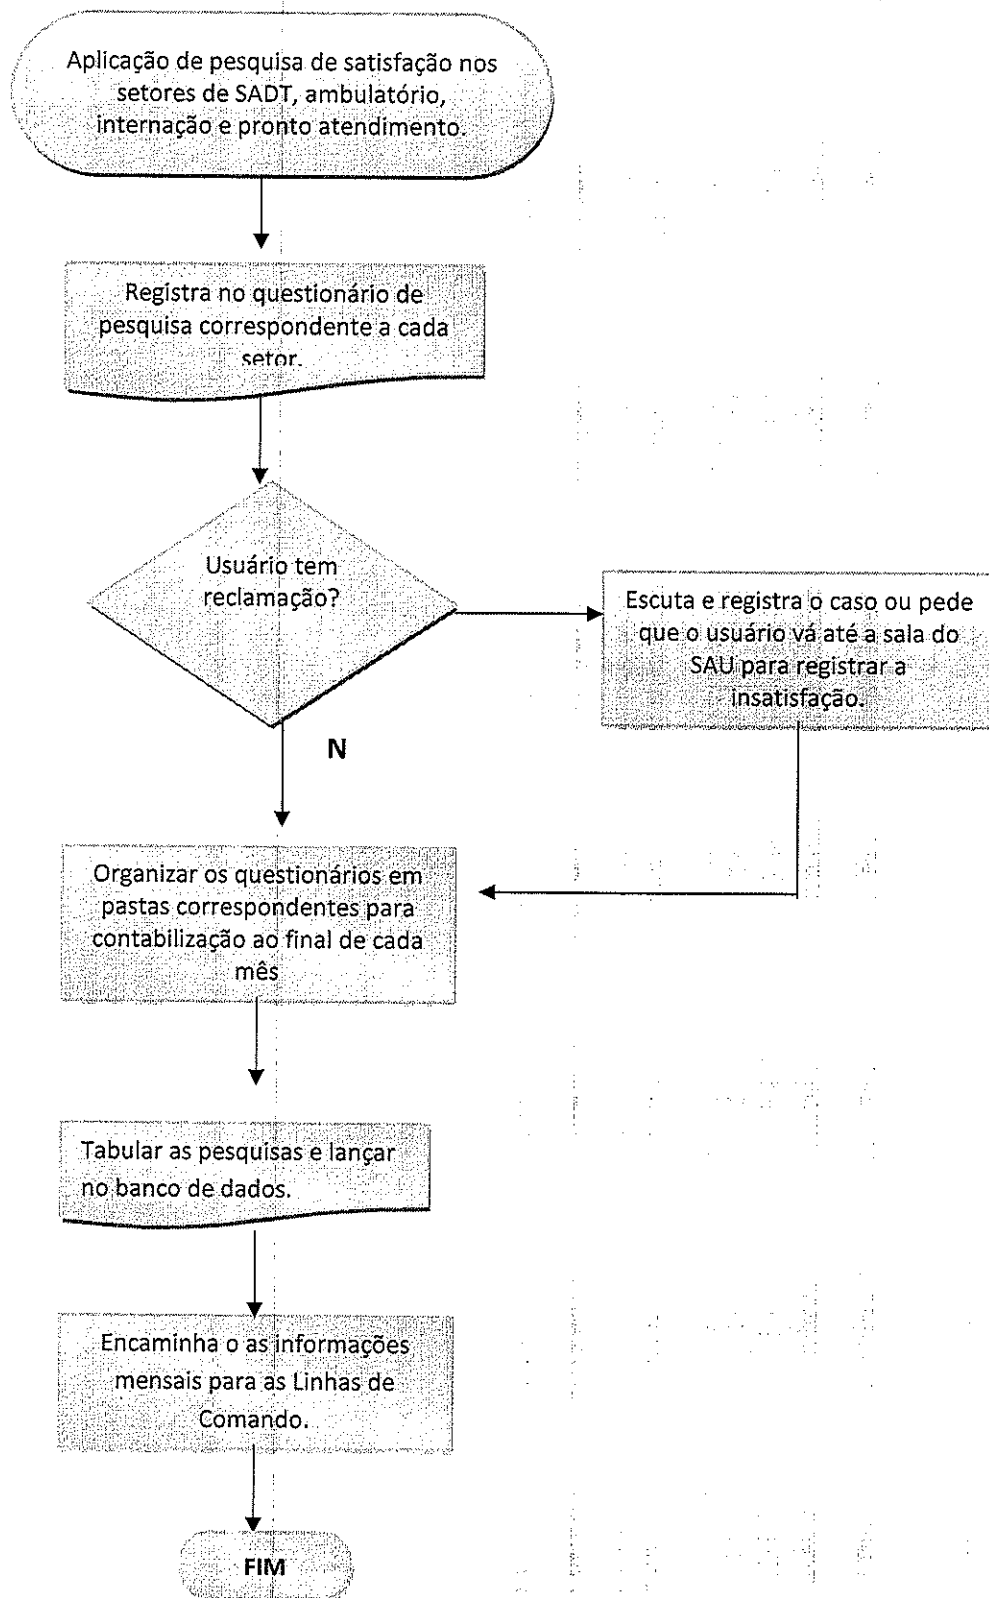 Aplicação de pesquisa de satisfação nos
setores de SADT, ambulatório,
internação e pronto atendimento.
Registra no questionário de
pesquisa correspondente a cada
setor.
Usuário tem
reclamação?
Escuta e registra o caso ou pede
que o usuário vá até a sala do
SAU para registrar a
insatisfação.
N
Organizar os questionários em
pastas correspondentes para
contabilização ao final de cada
mês
Tabular as pesquisas e lançar
no banco de dados.
Encaminha o as informações
mensais para as Linhas de
Comando.
FIM